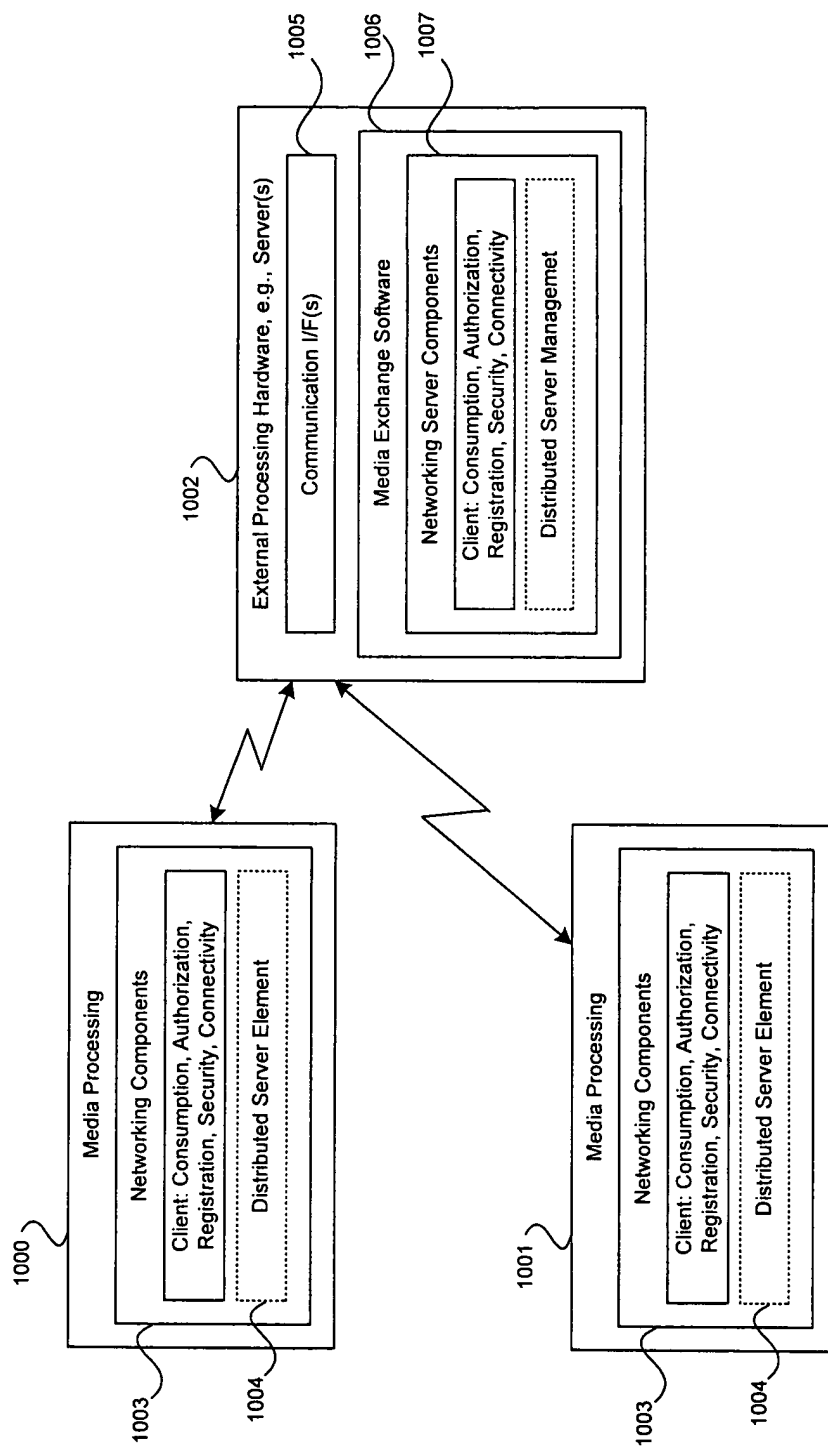 1000
Media Processing
Networking Components
Client: Consumption, Authorization,
Registration, Security, Connectivity
Distributed Server Element
1003
1004
1001
Media Processing
Networking Components
Client: Consumption, Authorization,
Registration, Security, Connectivity
Distributed Server Element
1003
1004
1002
External Processing Hardware, e.g., Server(s)
Communication I/F(s)
Media Exchange Software
Networking Server Components
Client: Consumption, Authorization,
Registration, Security, Connectivity
Distributed Server Managemet
1005
1006
1007